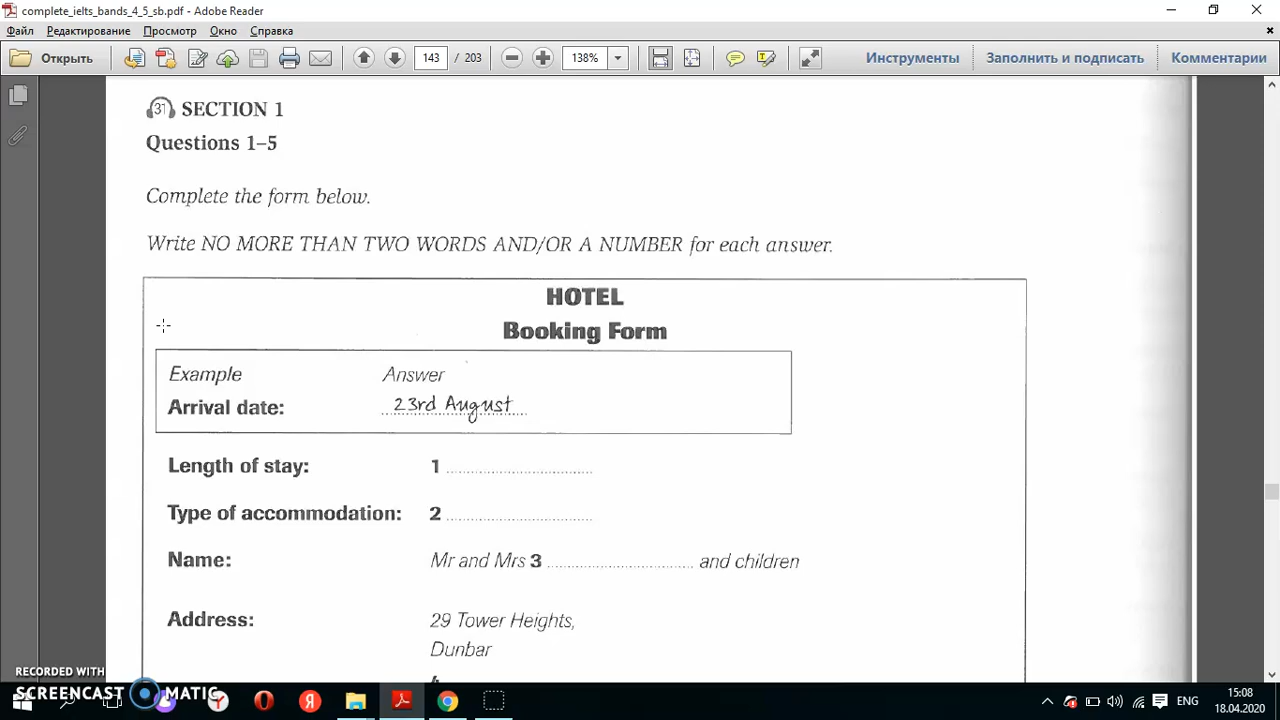 complete_ielts_bands_4_5_sb.pdf - Adobe Reader
Файл Редактирование Просмотр Окно Справка
Открыть 143 / 203 138% Инструменты Заполнить и подписать Комментарии
31 SECTION 1
Questions 1–5
Complete the form below.
Write NO MORE THAN TWO WORDS AND/OR A NUMBER for each answer.
HOTEL
Booking Form
Example Answer
Arrival date: 23rd August
Length of stay: 1
Type of accommodation: 2
Name: Mr and Mrs 3 and children
Address: 29 Tower Heights,
Dunbar
RECORDED WITH
SCREENCAST MATIC
ENG
15:08
18.04.2020